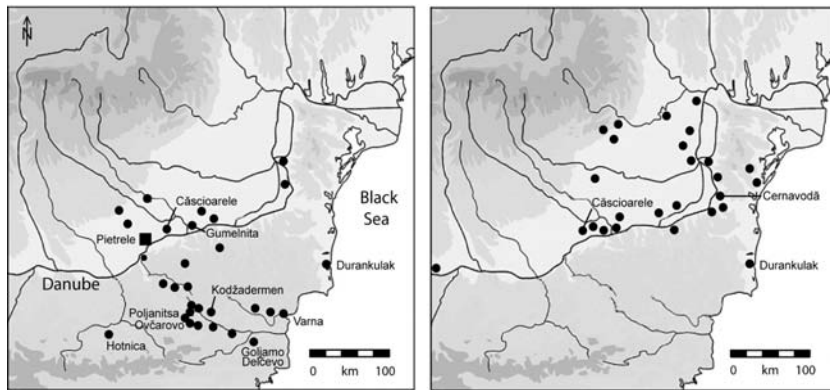 N
Căscioarele
Black
Sea
Pietrele
Gumelnita
Durankulak
Danube
Kodžadermen
Poljanitsa
Ovčarovo
Varna
Hotnica
Goljamo
Delčevo
0 km 100
Căscioarele
Cernavodă
Durankulak
0 km 100